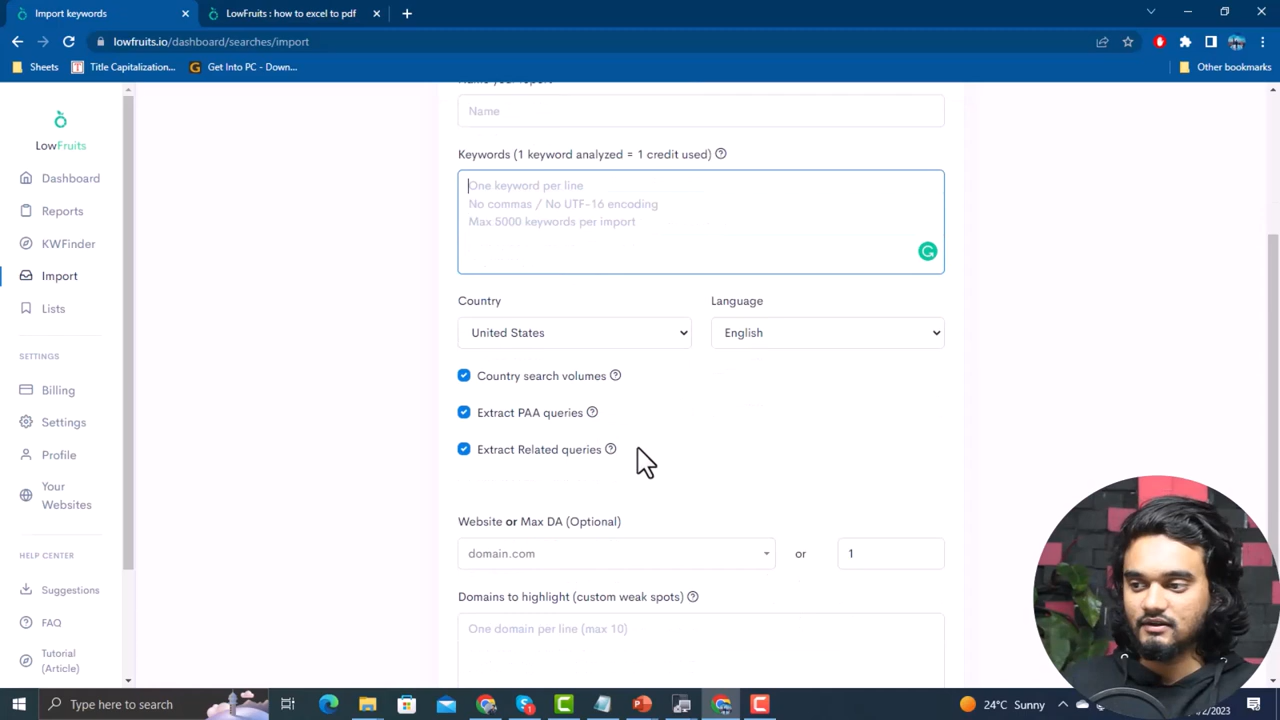 Import keywords
LowFruits : how to excel to pdf
lowfruits.io/dashboard/searches/import
Sheets
Title Capitalization...
Get Into PC - Down...
Other bookmarks
LowFruits
Dashboard
Reports
KWFinder
Import
Lists
SETTINGS
Billing
Settings
Profile
Your
Websites
HELP CENTER
Suggestions
FAQ
Tutorial
(Article)
Name your report
Name
Keywords (1 keyword analyzed = 1 credit used)
One keyword per line
No commas / No UTF-16 encoding
Max 5000 keywords per import
Country
Language
United States
English
Country search volumes
Extract PAA queries
Extract Related queries
Website or Max DA (Optional)
domain.com
or
1
Domains to highlight (custom weak spots)
One domain per line (max 10)
Type here to search
24°C Sunny